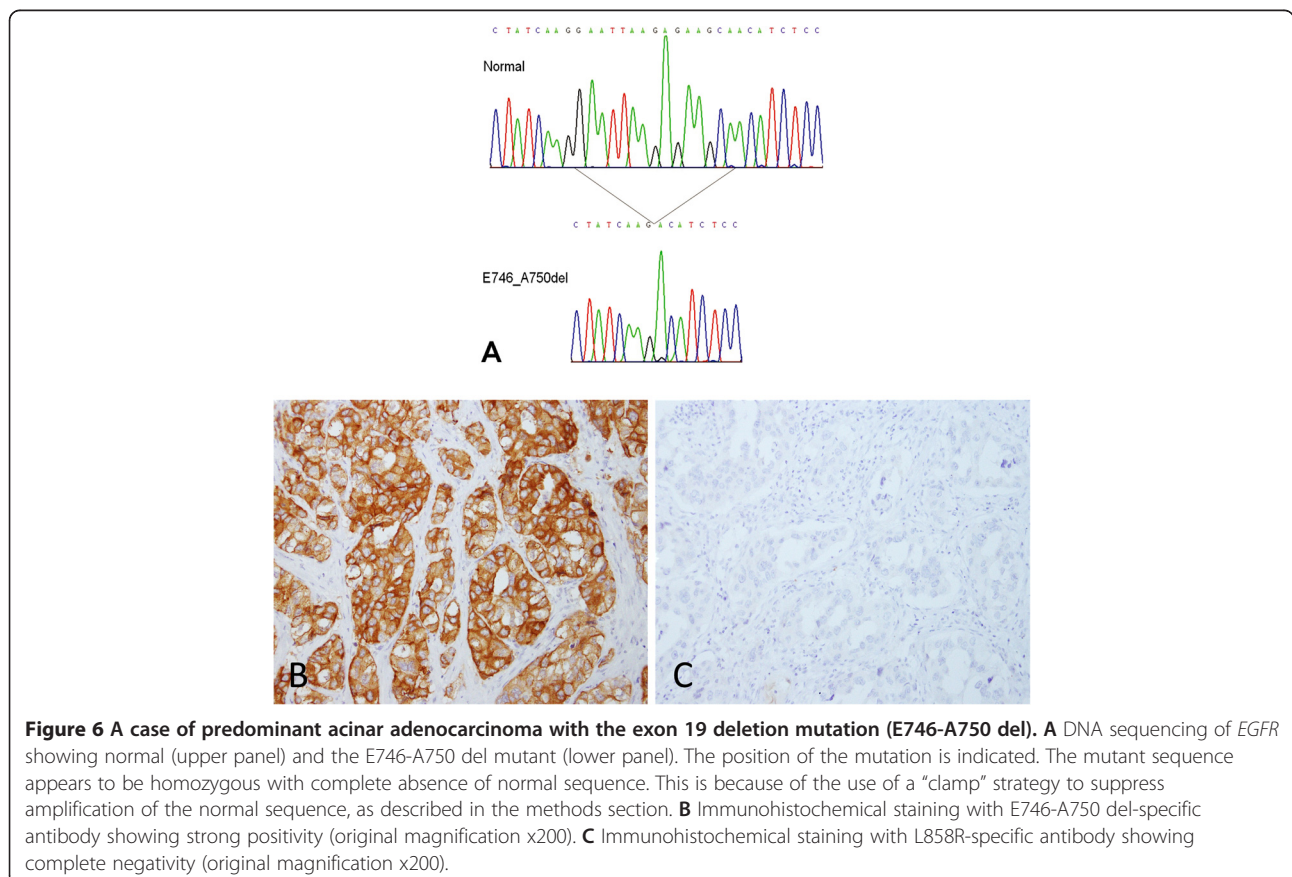 C T A T C A A G G A A T T A A G A G A A G C A A C A T C T C C
Normal
C T A T C A A G A C A T C T C C
E746_A750del
A
B
C
Figure 6 A case of predominant acinar adenocarcinoma with the exon 19 deletion mutation (E746-A750 del). A DNA sequencing of EGFR
showing normal (upper panel) and the E746-A750 del mutant (lower panel). The position of the mutation is indicated. The mutant sequence
appears to be homozygous with complete absence of normal sequence. This is because of the use of a “clamp” strategy to suppress
amplification of the normal sequence, as described in the methods section. B Immunohistochemical staining with E746-A750 del-specific
antibody showing strong positivity (original magnification x200). C Immunohistochemical staining with L858R-specific antibody showing
complete negativity (original magnification x200).